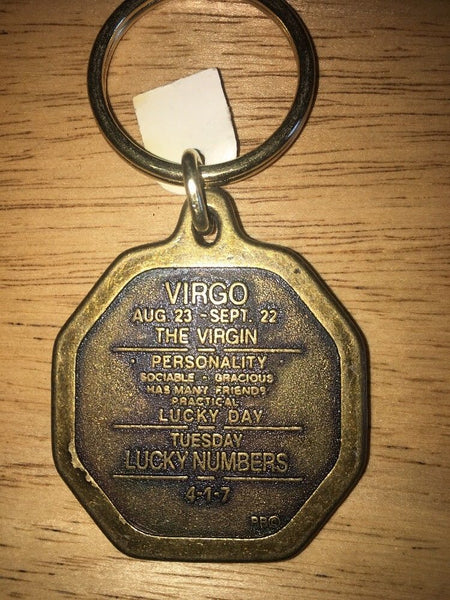 VIRGO
AUG. 23 - SEPT. 22
THE VIRGIN
PERSONALITY
SOCIABLE - GRACIOUS
HAS MANY FRIENDS
PRACTICAL
LUCKY DAY
TUESDAY
LUCKY NUMBERS
4-1-7